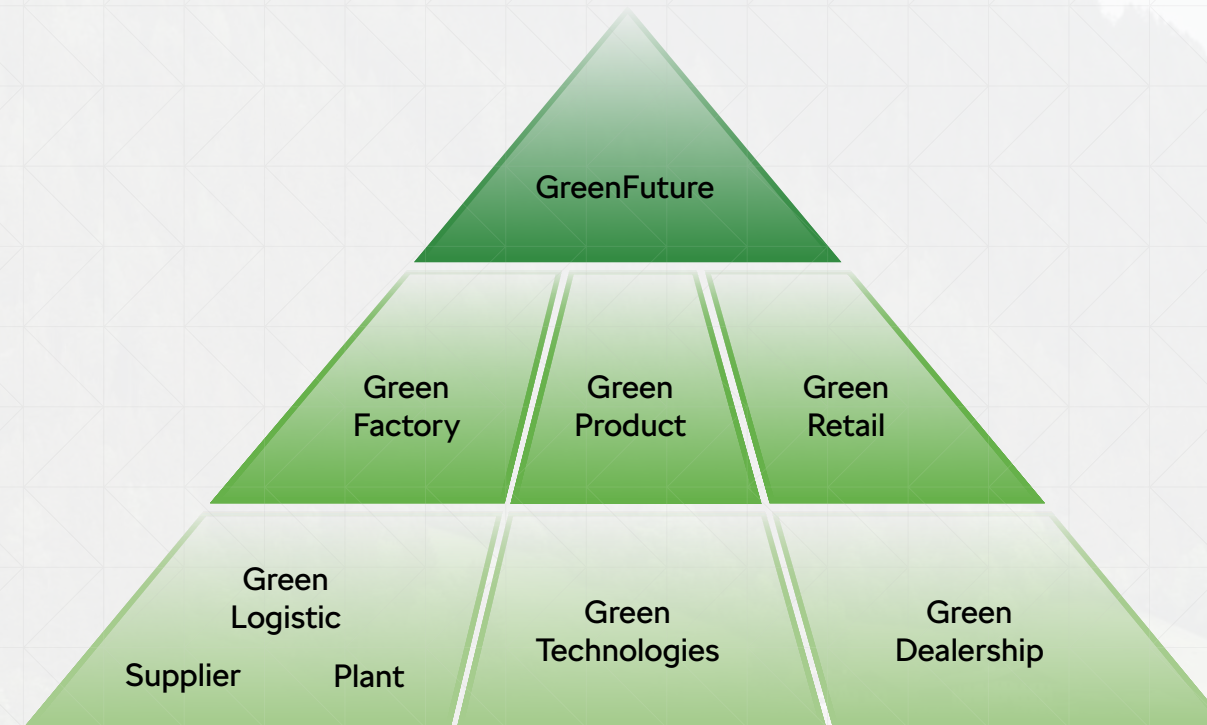 GreenFuture
Green
Factory
Green
Product
Green
Retail
Green
Logistic
Supplier
Plant
Green
Technologies
Green
Dealership